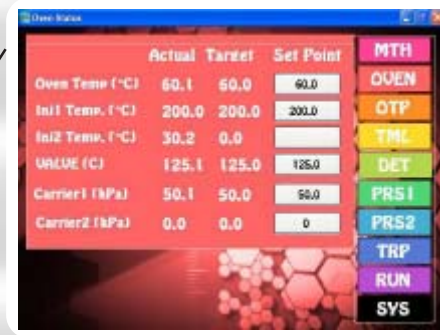 Oven Status
Actual Target Set Point
Oven Temp (°C) 60.1 60.0 60.0
Inj1 Temp. (°C) 200.0 200.0 200.0
Inj2 Temp. (°C) 30.2 0.0
VALVE (C) 125.1 125.0 125.0
Carrier1 (kPa) 50.1 50.0 50.0
Carrier2 (kPa) 0.0 0.0 0
MTH
OVEN
OTP
TML
DET
PRS1
PRS2
TRP
RUN
SYS